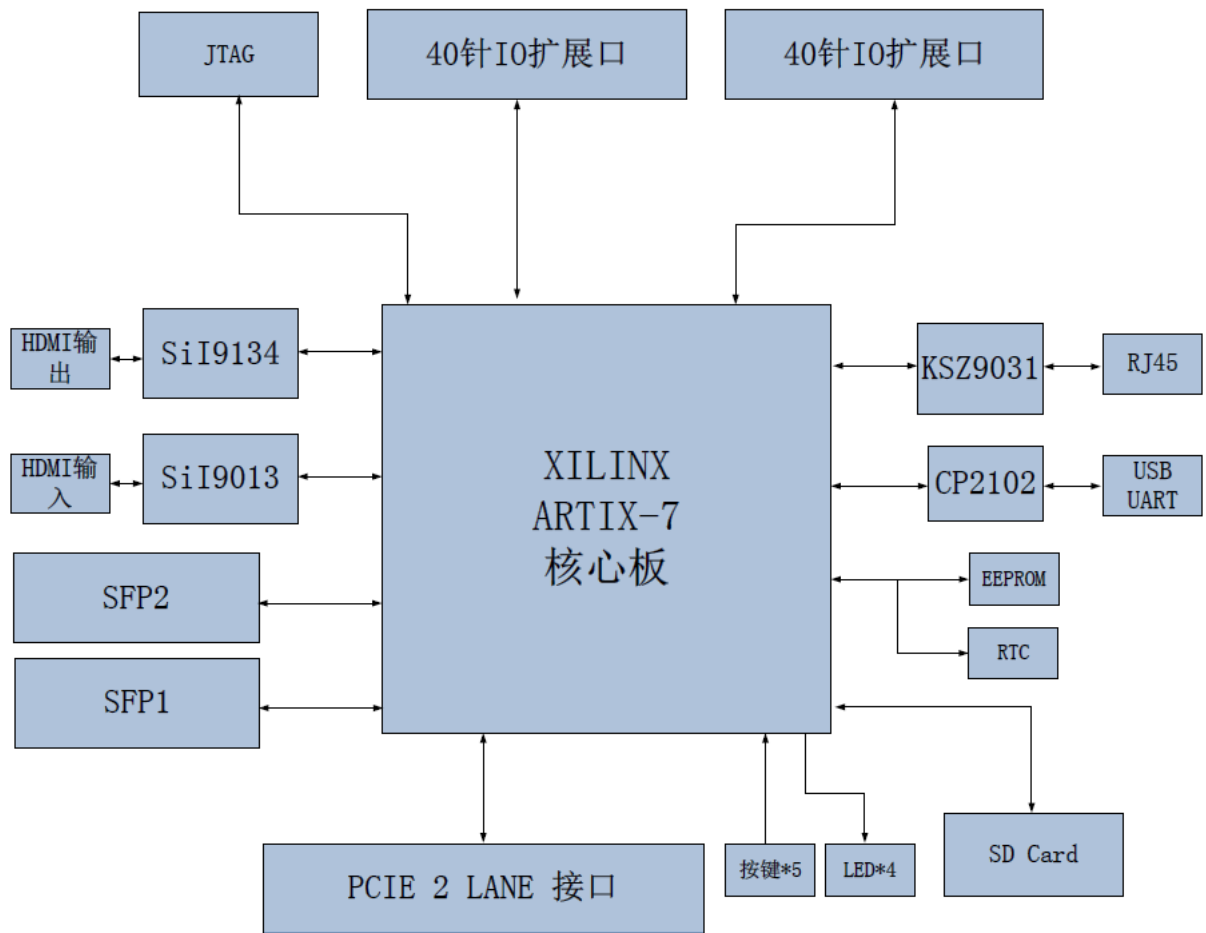 JTAG
40针IO扩展口
40针IO扩展口
HDMI输
出
SiI9134
KSZ9031
RJ45
HDMI输
入
SiI9013
XILINX
ARTIX-7
核心板
CP2102
USB
UART
SFP2
EEPROM
RTC
SFP1
PCIE 2 LANE 接口
按键*5
LED*4
SD Card